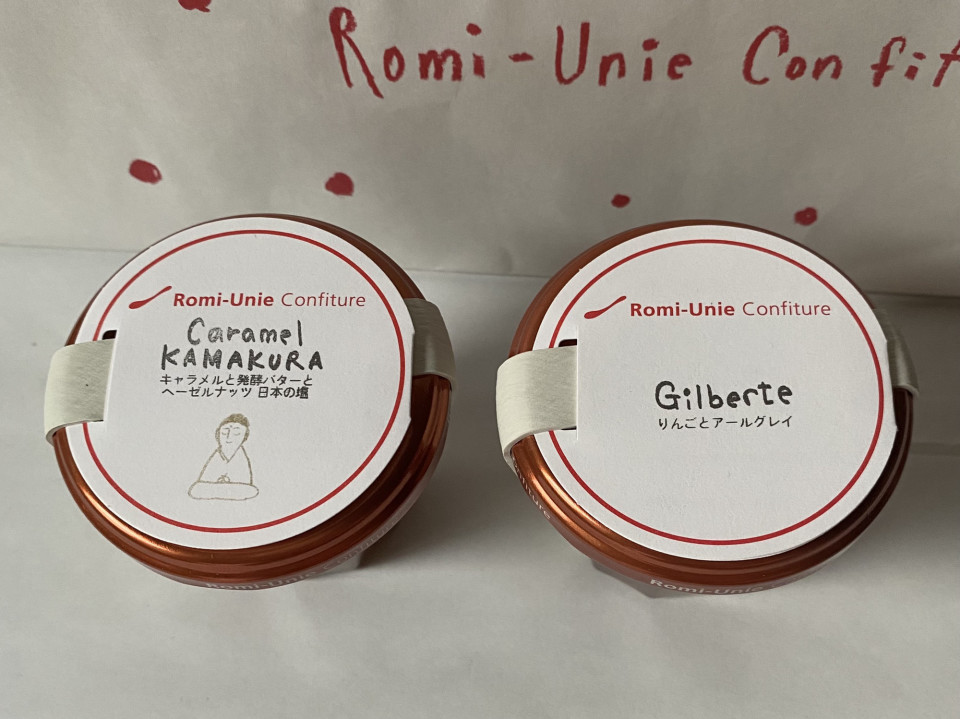 Romi-Unie Confit
Romi-Unie Confiture
Caramel
KAMAKURA
キャラメルと発酵バターと
ヘーゼルナッツ 日本の塩
Romi-Unie
Romi-Unie Confiture
Gilberte
りんごとアールグレイ
Romi-Unie